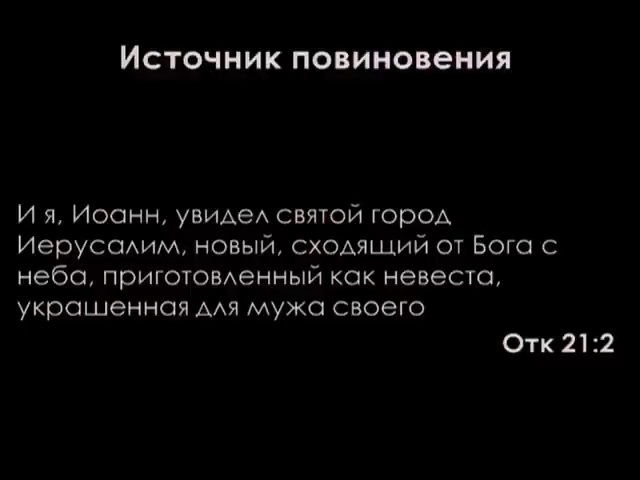 Источник повиновения
И я, Иоанн, увидел святой город
Иерусалим, новый, сходящий от Бога с
неба, приготовленный как невеста,
украшенная для мужа своего
Отк 21:2